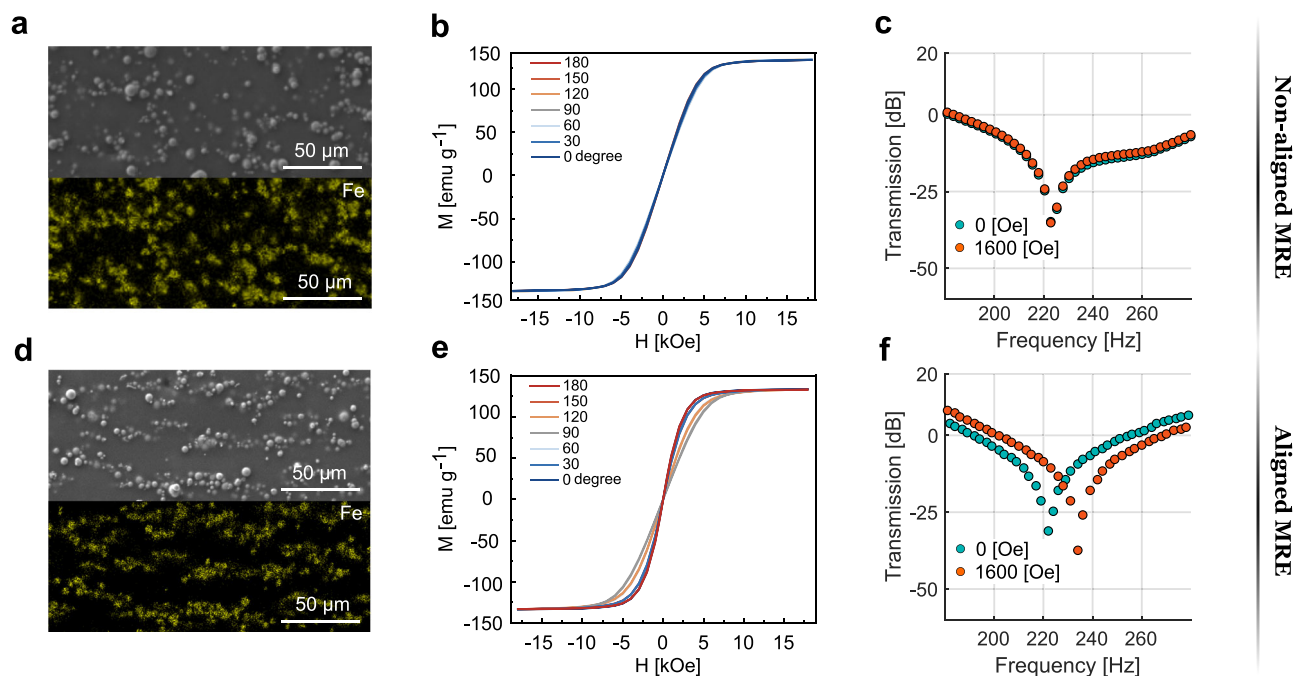 a
50 μm
Fe
50 μm
b
M [emu g⁻¹]
150
100
50
0
-50
-100
-150
180
150
120
90
60
30
0 degree
-15 -10 -5 0 5 10 15
H [kOe]
c
Transmission [dB]
20
0
-25
-50
0 [Oe]
1600 [Oe]
200 220 240 260
Frequency [Hz]
Non-aligned MRE
d
50 μm
Fe
50 μm
e
M [emu g⁻¹]
150
100
50
0
-50
-100
-150
180
150
120
90
60
30
0 degree
-15 -10 -5 0 5 10 15
H [kOe]
f
Transmission [dB]
20
0
-25
-50
0 [Oe]
1600 [Oe]
200 220 240 260
Frequency [Hz]
Aligned MRE